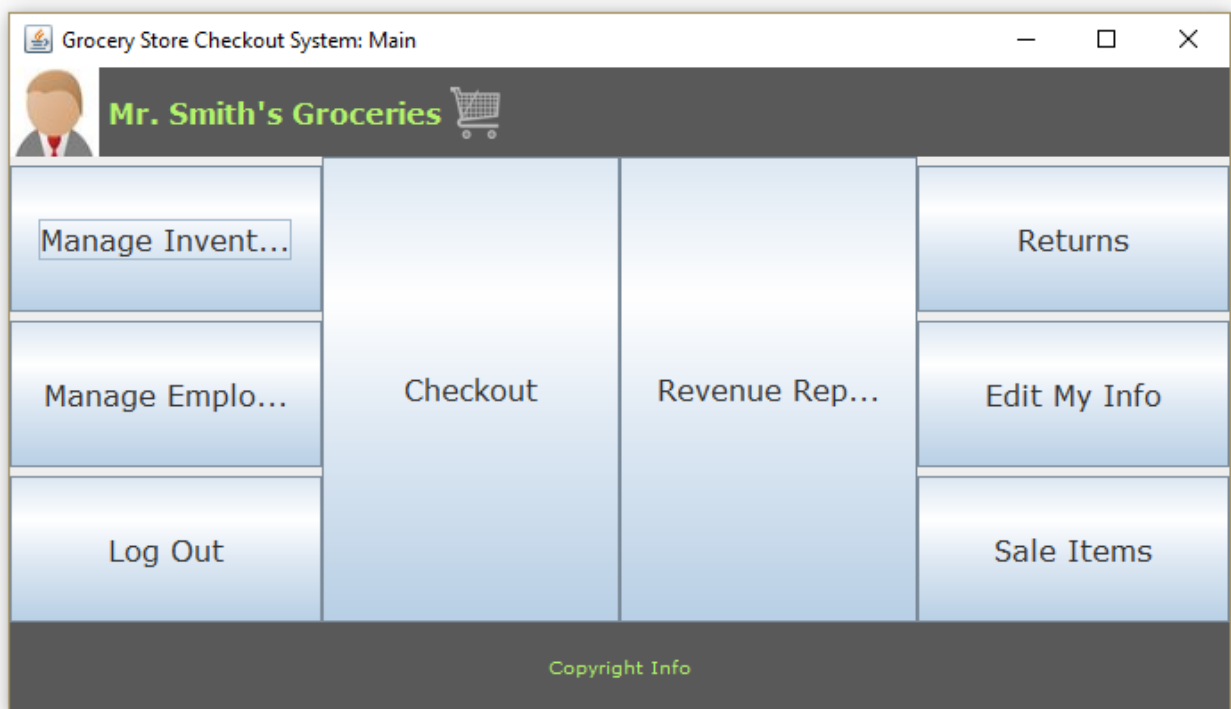 Grocery Store Checkout System: Main
Mr. Smith's Groceries
Manage Invent...
Manage Emplo...
Log Out
Checkout
Revenue Rep...
Returns
Edit My Info
Sale Items
Copyright Info